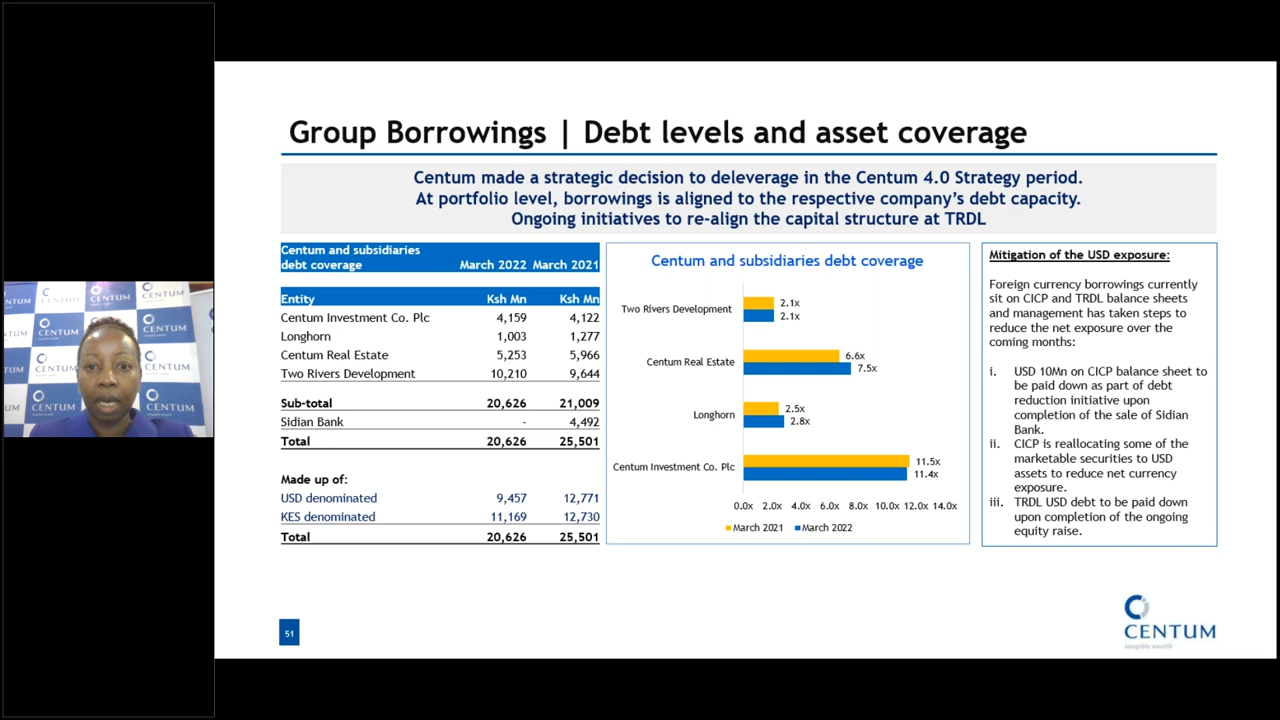 Group Borrowings | Debt levels and asset coverage
Centum made a strategic decision to deleverage in the Centum 4.0 Strategy period.
At portfolio level, borrowings is aligned to the respective company's debt capacity.
Ongoing initiatives to re-align the capital structure at TRDL
Centum and subsidiaries
debt coverage March 2022 March 2021
Entity Ksh Mn Ksh Mn
Centum Investment Co. Plc 4,159 4,122
Longhorn 1,003 1,277
Centum Real Estate 5,253 5,966
Two Rivers Development 10,210 9,644
Sub-total 20,626 21,009
Sidian Bank - 4,492
Total 20,626 25,501
Made up of:
USD denominated 9,457 12,771
KES denominated 11,169 12,730
Total 20,626 25,501
Centum and subsidiaries debt coverage
Two Rivers Development 2.1x
2.1x
Centum Real Estate 6.6x
7.5x
Longhorn 2.5x
2.8x
Centum Investment Co. Plc 11.5x
11.4x
0.0x 2.0x 4.0x 6.0x 8.0x 10.0x 12.0x 14.0x
March 2021 March 2022
Mitigation of the USD exposure:
Foreign currency borrowings currently
sit on CICP and TRDL balance sheets
and management has taken steps to
reduce the net exposure over the
coming months:
i. USD 10Mn on CICP balance sheet to
be paid down as part of debt
reduction initiative upon
completion of the sale of Sidian
Bank.
ii. CICP is reallocating some of the
marketable securities to USD
assets to reduce net currency
exposure.
iii. TRDL USD debt to be paid down
upon completion of the ongoing
equity raise.
51
CENTUM
tangible wealth
CENTUM
CENTUM
CENTUM
CENTUM